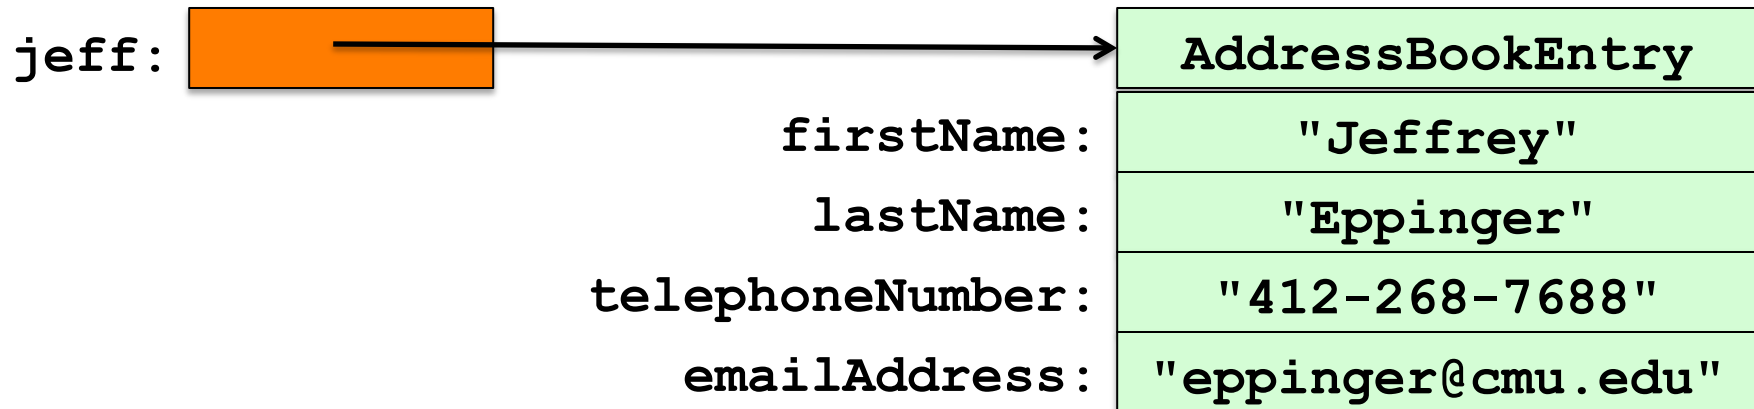 jeff: AddressBookEntry
firstName: "Jeffrey"
lastName: "Eppinger"
telephoneNumber: "412-268-7688"
emailAddress: "eppinger@cmu.edu"